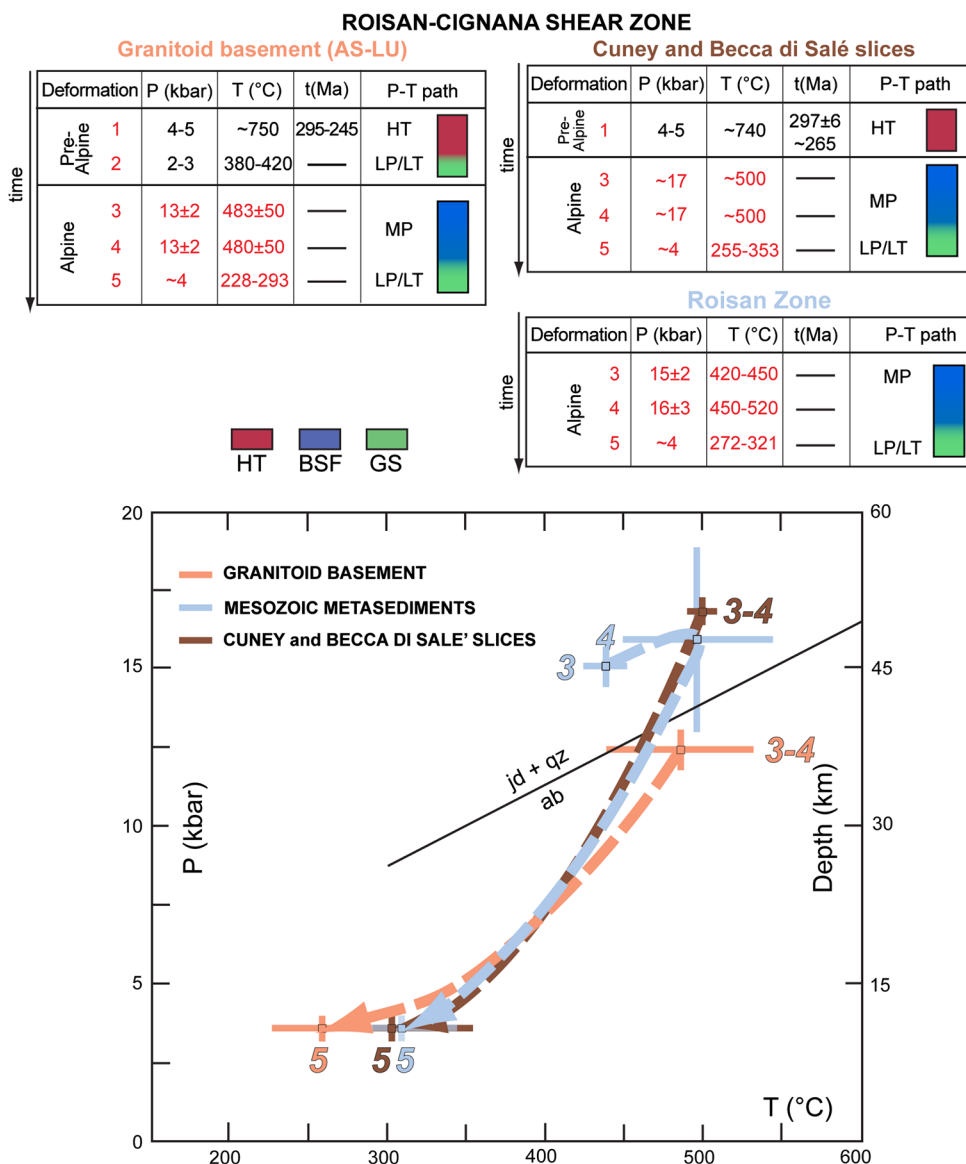 ROISAN-CIGNANA SHEAR ZONE
Granitoid basement (AS-LU)
Deformation P (kbar) T (°C) t(Ma) P-T path
time
Pre-Alpine
1 4-5 ~750 295-245 HT
2 2-3 380-420 — LP/LT
Alpine
3 13±2 483±50 —
MP
4 13±2 480±50 —
5 ~4 228-293 — LP/LT
Cuney and Becca di Salé slices
Deformation P (kbar) T (°C) t(Ma) P-T path
time
Pre-Alpine
1 4-5 ~740 297±6 HT
~265
Alpine
3 ~17 ~500 —
MP
4 ~17 ~500 —
5 ~4 255-353 — LP/LT
Roisan Zone
Deformation P (kbar) T (°C) t(Ma) P-T path
time
Alpine
3 15±2 420-450 — MP
4 16±3 450-520 —
5 ~4 272-321 — LP/LT
HT BSF GS
20 200 300 400 500 60
GRANITOID BASEMENT
MESOZOIC METASEDIMENTS
CUNEY and BECCA DI SALE' SLICES
3-4
4
3
15 45
3-4
jd + qz
ab
P (kbar)
Depth (km)
10 30
5 15
5 5 5
T (°C)
0 200 300 400 500 600